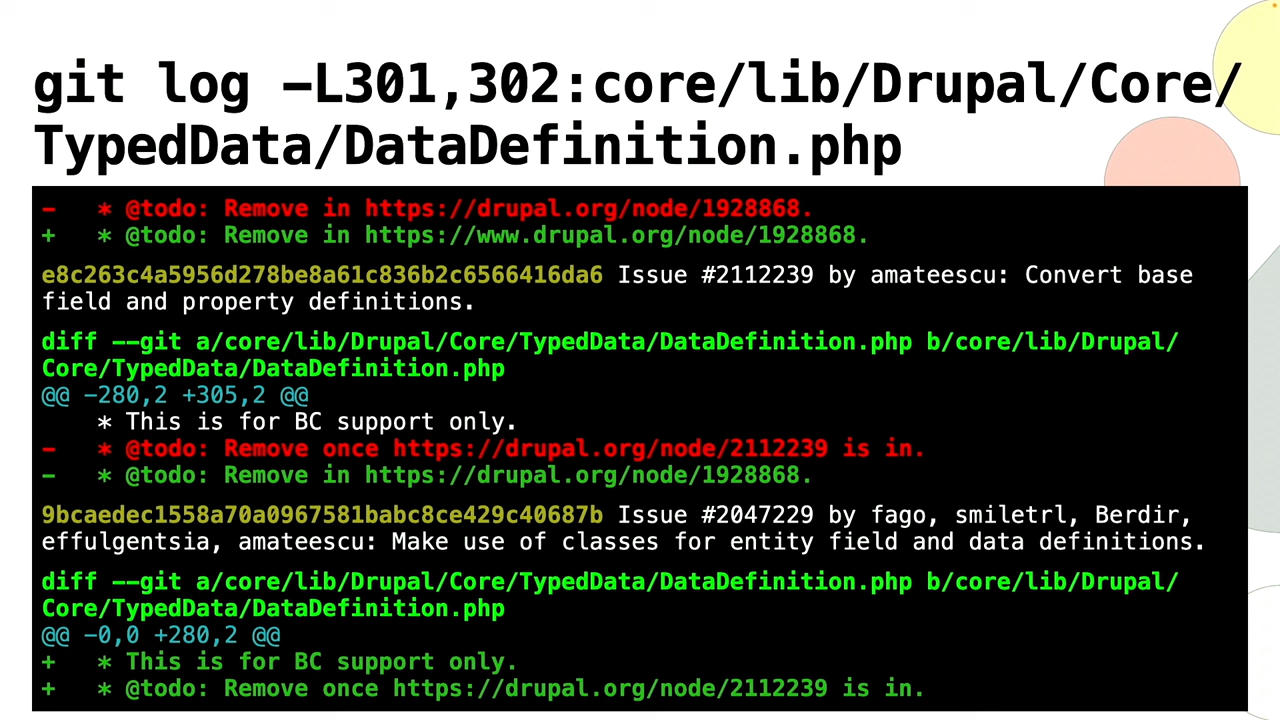 git log -L301,302:core/lib/Drupal/Core/
TypedData/DataDefinition.php
-   * @todo: Remove in https://drupal.org/node/1928868.
+   * @todo: Remove in https://www.drupal.org/node/1928868.
e8c263c4a5956d278be8a61c836b2c6566416da6 Issue #2112239 by amateescu: Convert base
field and property definitions.
diff --git a/core/lib/Drupal/Core/TypedData/DataDefinition.php b/core/lib/Drupal/
Core/TypedData/DataDefinition.php
@@ -280,2 +305,2 @@
    * This is for BC support only.
-   * @todo: Remove once https://drupal.org/node/2112239 is in.
-   * @todo: Remove in https://drupal.org/node/1928868.
9bcaedec1558a70a0967581babc8ce429c40687b Issue #2047229 by fago, smiletrl, Berdir,
effulgentsia, amateescu: Make use of classes for entity field and data definitions.
diff --git a/core/lib/Drupal/Core/TypedData/DataDefinition.php b/core/lib/Drupal/
Core/TypedData/DataDefinition.php
@@ -0,0 +280,2 @@
+   * This is for BC support only.
+   * @todo: Remove once https://drupal.org/node/2112239 is in.